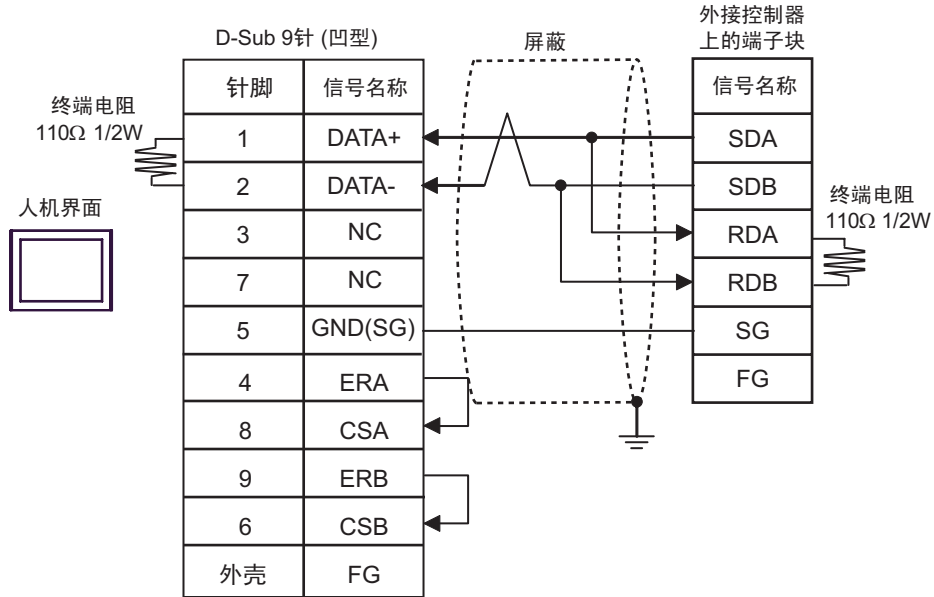 外接控制器
上的端子块
D-Sub 9针 (凹型)
屏蔽
针脚 信号名称
信号名称
终端电阻
110Ω 1/2W
1 DATA+
SDA
2 DATA-
SDB
人机界面
3 NC
RDA
终端电阻
110Ω 1/2W
7 NC
RDB
5 GND(SG)
SG
4 ERA
FG
8 CSA
9 ERB
6 CSB
外壳 FG